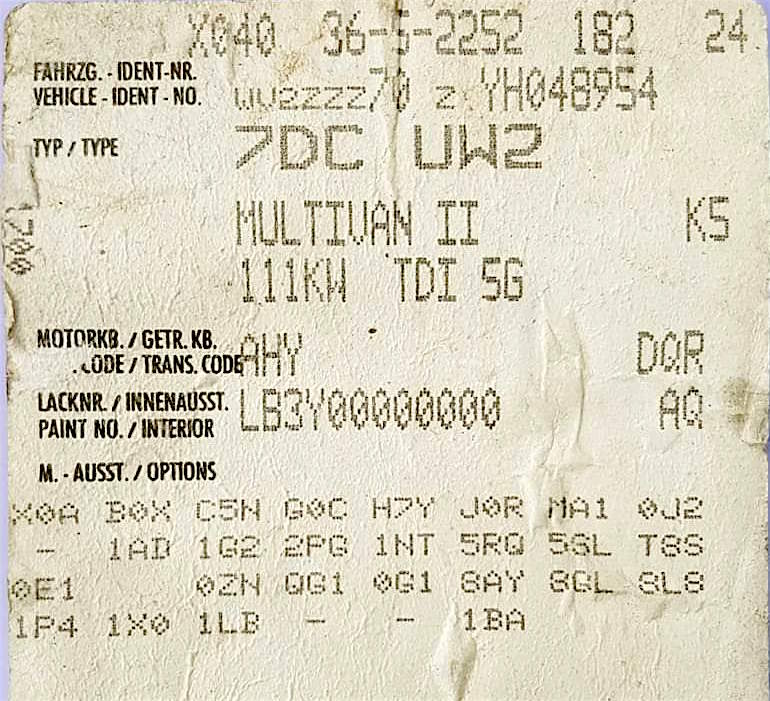 X040 36-5-2252 182 24
FAHRZG. - IDENT-NR.
VEHICLE - IDENT - NO. WV2ZZZ70 Z YH048954
TYP / TYPE 7DC UW2
MULTIVAN II K5
111KW TDI 5G
MOTORKB. / GETR. KB.
CODE / TRANS. CODE AHY DQR
LACKNR. / INNENAUSST.
PAINT NO. / INTERIOR LB3Y00000000 AQ
M. - AUSST. / OPTIONS
X0A B0X C5N G0C H7Y J0R MA1 0J2
- 1AD 1G2 2PG 1NT 5RQ 5SL T8S
0E1 0ZN QG1 0G1 8AY 8GL 8L8
1P4 1X0 1LB - - 1BA